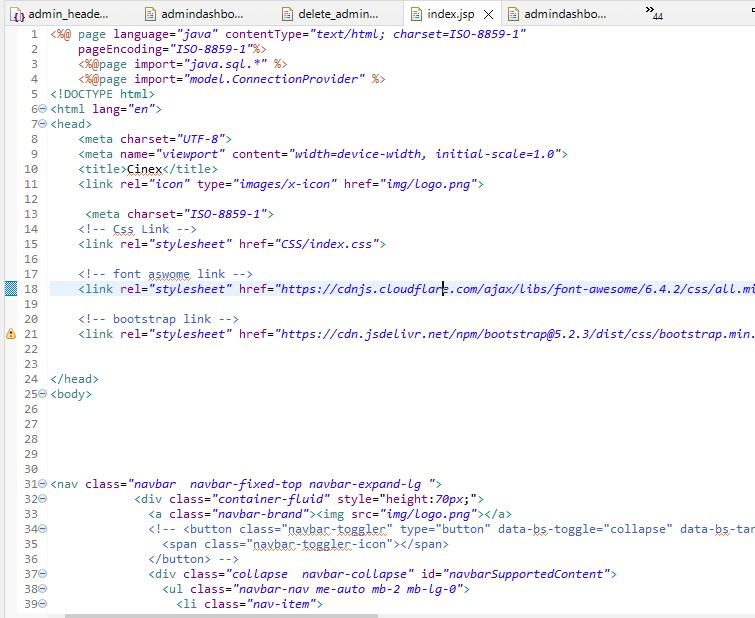 admin_heade... admindashbo... delete_admin... index.jsp admindashbo... 44
1 <%@ page language="java" contentType="text/html; charset=ISO-8859-1"
2 pageEncoding="ISO-8859-1"%>
3 <%@page import="java.sql.*" %>
4 <%@page import="model.ConnectionProvider" %>
5 <!DOCTYPE html>
6 <html lang="en">
7 <head>
8 <meta charset="UTF-8">
9 <meta name="viewport" content="width=device-width, initial-scale=1.0">
10 <title>Cinex</title>
11 <link rel="icon" type="images/x-icon" href="img/logo.png">
12
13 <meta charset="ISO-8859-1">
14 <!-- Css Link -->
15 <link rel="stylesheet" href="CSS/index.css">
16
17 <!-- font aswome link -->
18 <link rel="stylesheet" href="https://cdnjs.cloudflare.com/ajax/libs/font-awesome/6.4.2/css/all.mi
19
20 <!-- bootstrap link -->
21 <link rel="stylesheet" href="https://cdn.jsdelivr.net/npm/bootstrap@5.2.3/dist/css/bootstrap.min.
22
23
24 </head>
25 <body>
26
27
28
29
30
31 <nav class="navbar  navbar-fixed-top navbar-expand-lg ">
32 <div class="container-fluid" style="height:70px;">
33 <a class="navbar-brand"><img src="img/logo.png"></a>
34 <!-- <button class="navbar-toggler" type="button" data-bs-toggle="collapse" data-bs-tar
35 <span class="navbar-toggler-icon"></span>
36 </button> -->
37 <div class="collapse  navbar-collapse" id="navbarSupportedContent">
38 <ul class="navbar-nav me-auto mb-2 mb-lg-0">
39 <li class="nav-item">